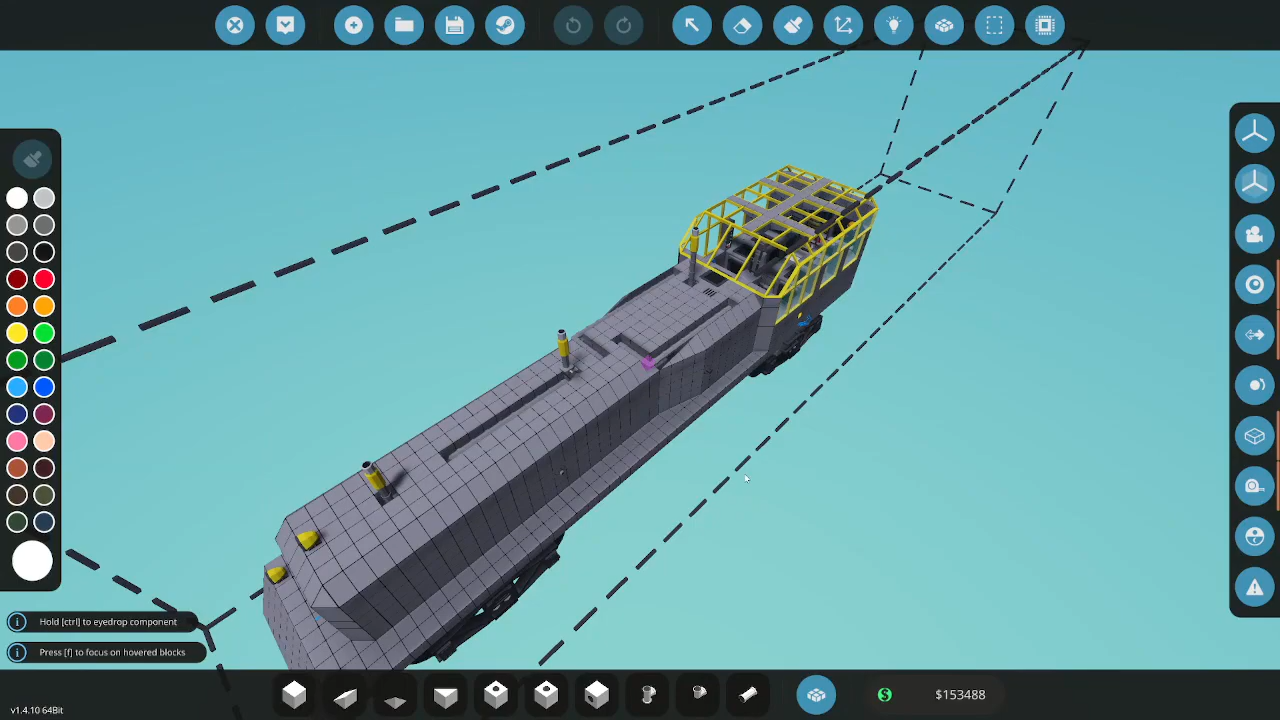 Hold [ctrl] to eyedrop component
Press [f] to focus on hovered blocks
$ $153488
v1.4.10 64Bit